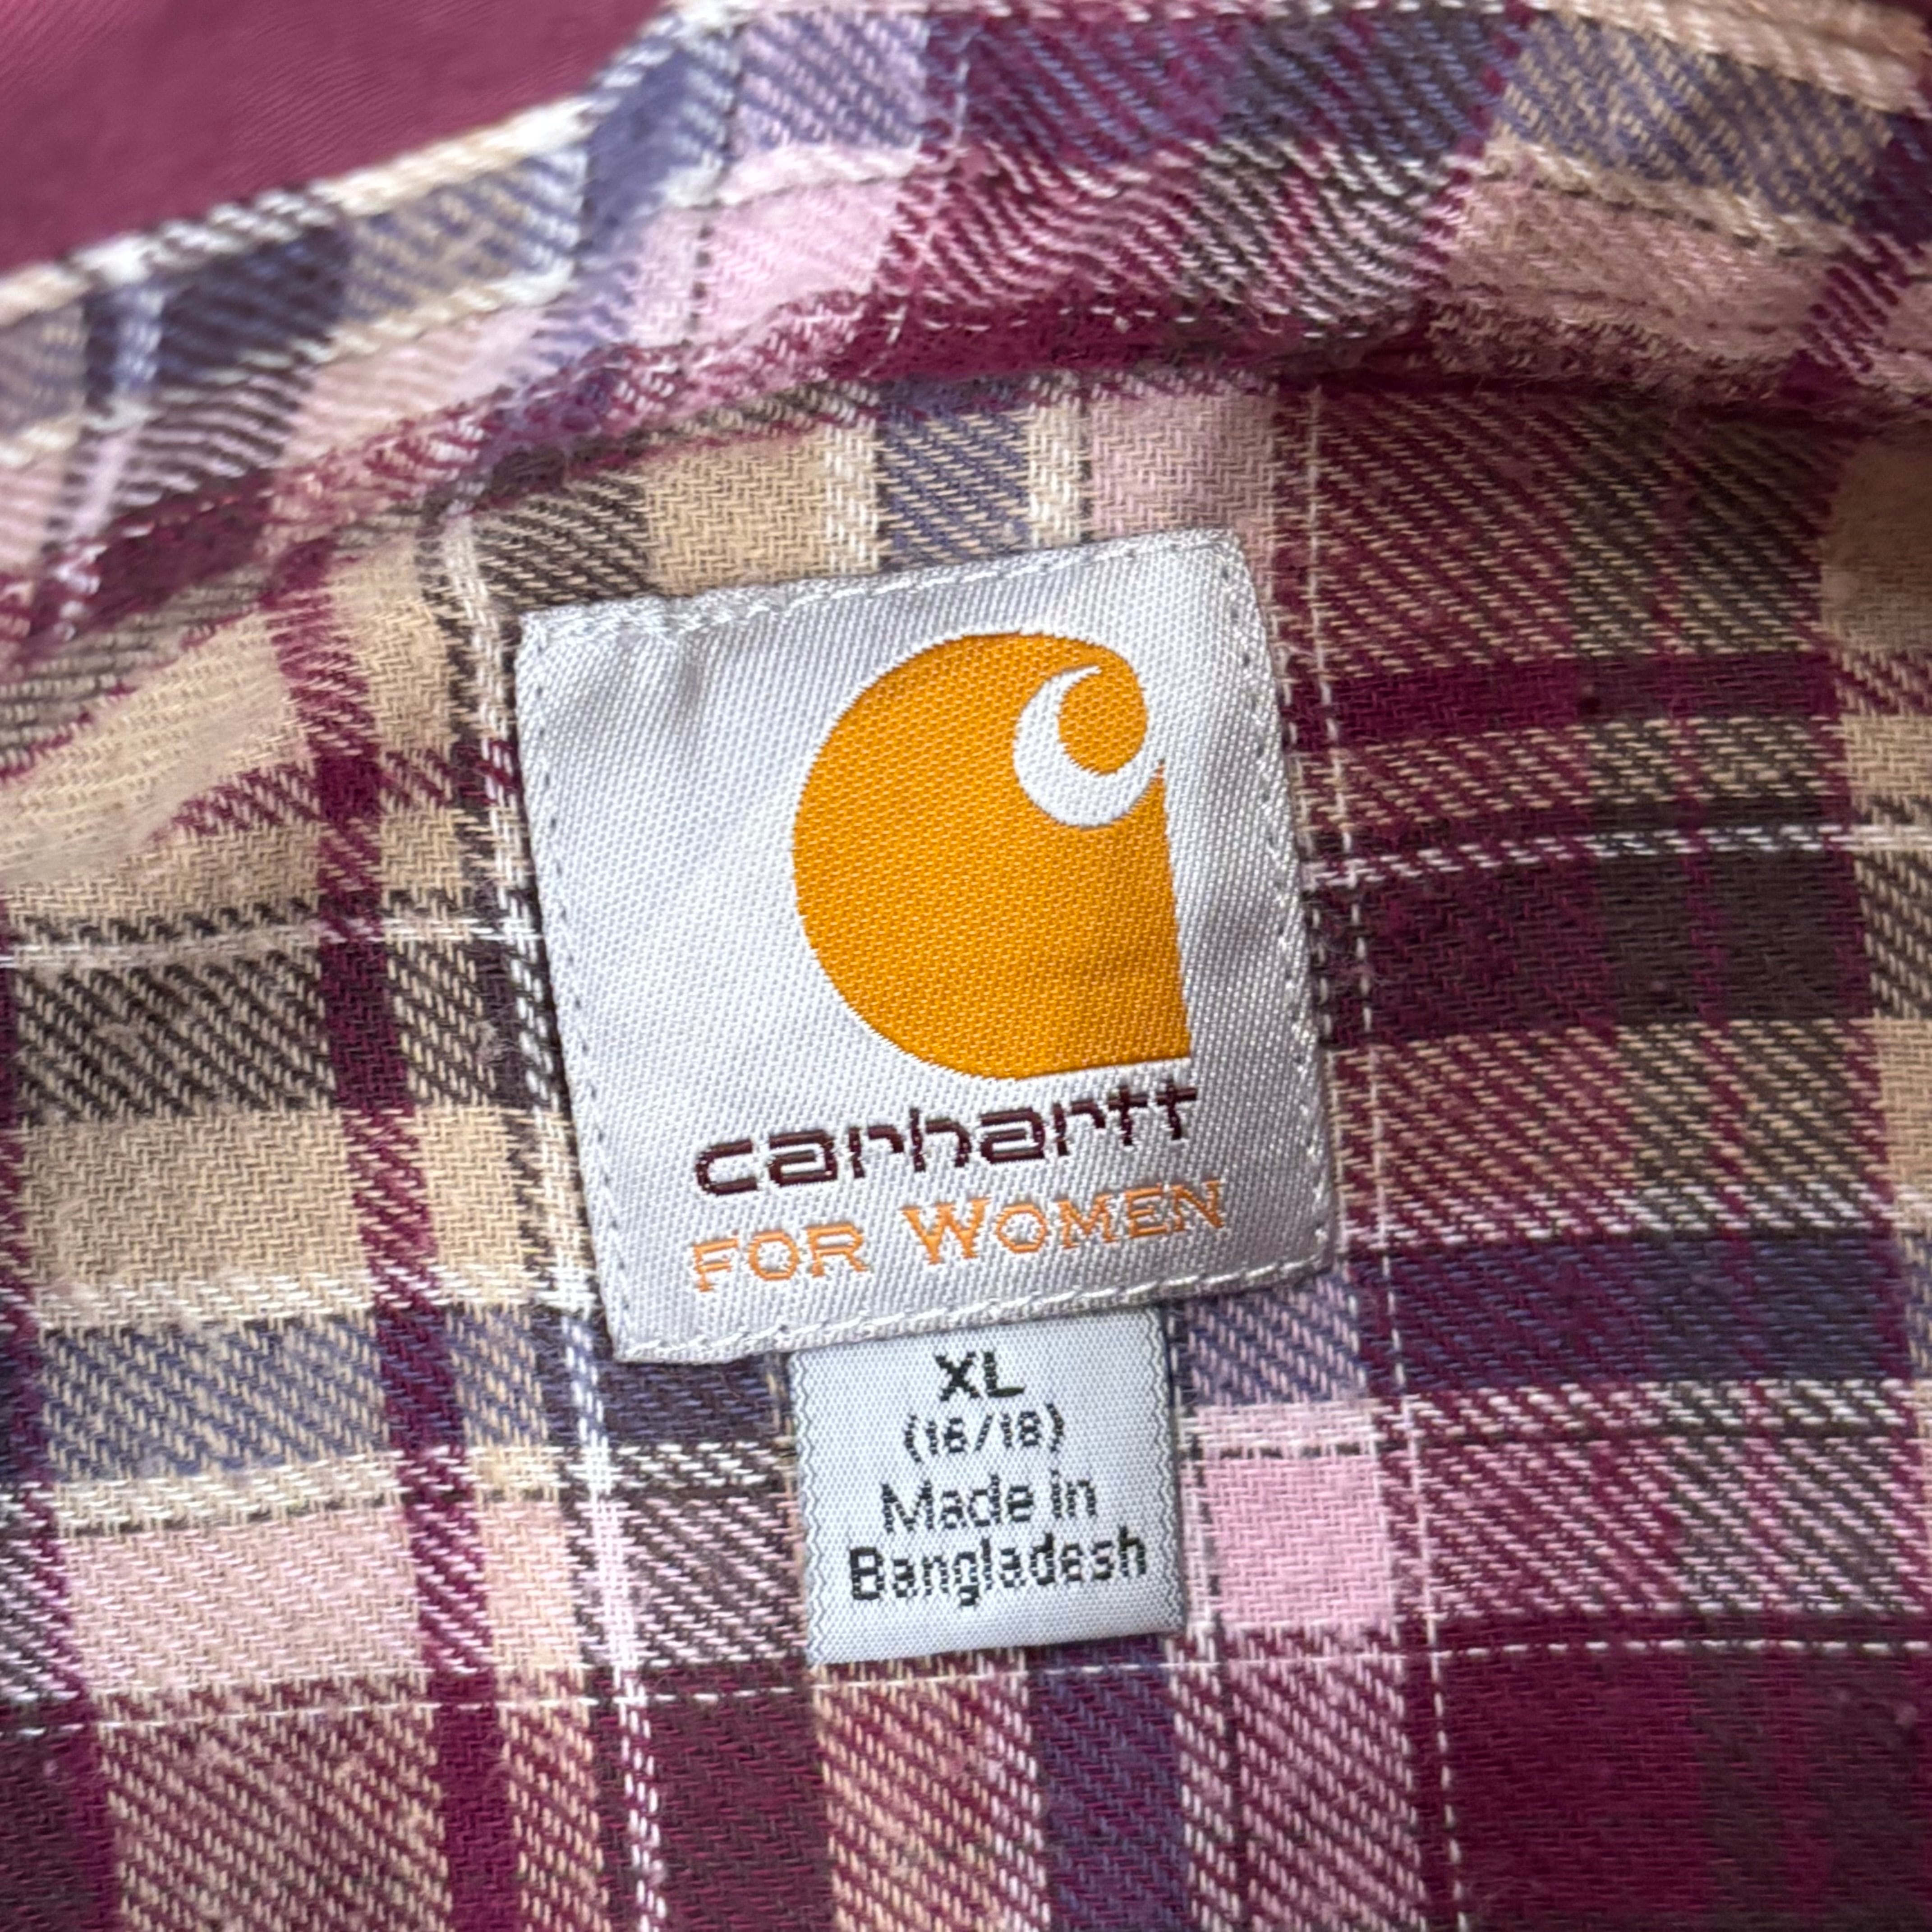 carhartt
FOR WOMEN
XL
(16/18)
Made in
Bangladesh